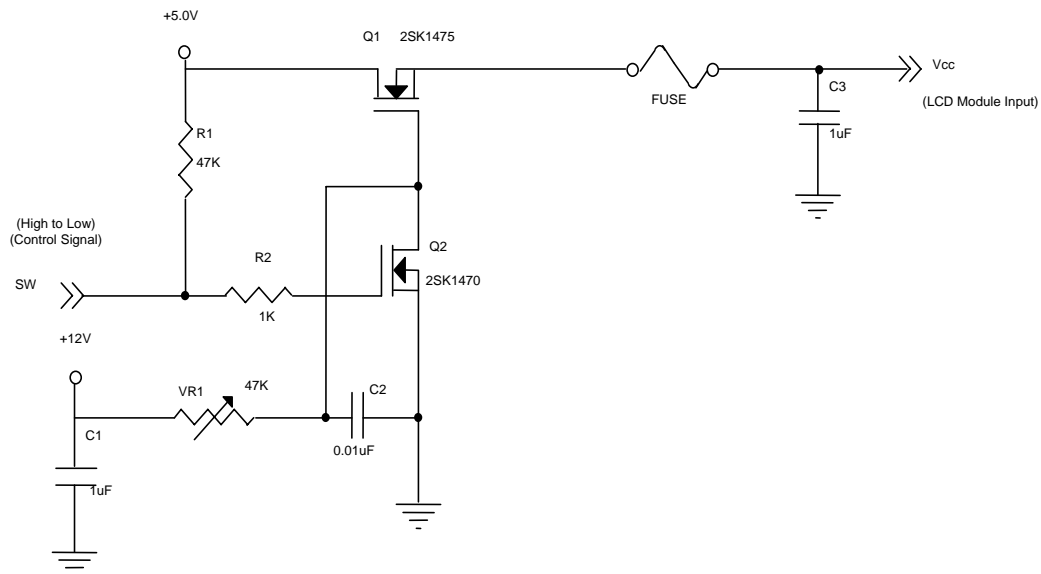 +5.0V
Q1 2SK1475
Vcc
C3
FUSE
(LCD Module Input)
R1
1uF
47K
(High to Low)
(Control Signal)
Q2
R2
SW
2SK1470
1K
+12V
VR1
47K
C2
C1
0.01uF
1uF